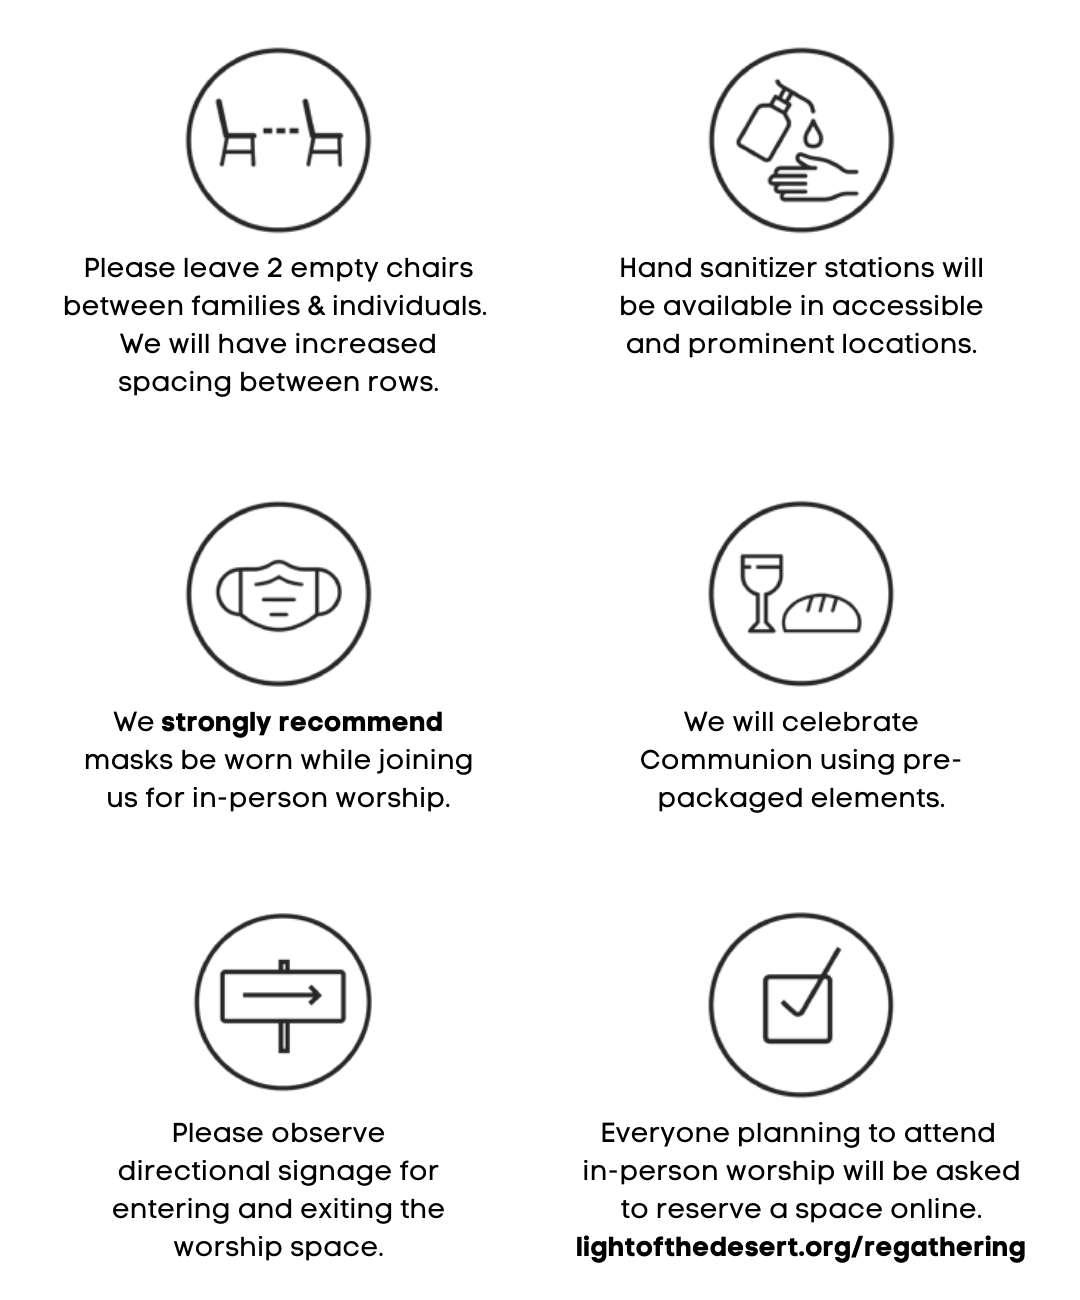 Please leave 2 empty chairs
between families & individuals.
We will have increased
spacing between rows.
Hand sanitizer stations will
be available in accessible
and prominent locations.
We strongly recommend
masks be worn while joining
us for in-person worship.
We will celebrate
Communion using pre-
packaged elements.
Please observe
directional signage for
entering and exiting the
worship space.
Everyone planning to attend
in-person worship will be asked
to reserve a space online.
lightofthedesert.org/regathering